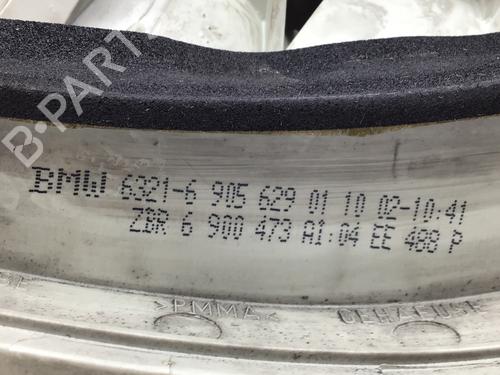 B-PARTS
BMW 6321-6 905 629 01 10 02-10:41
ZBR 6 900 473 A1:04 EE 488 P
>PMMA<
GEHAEUSE